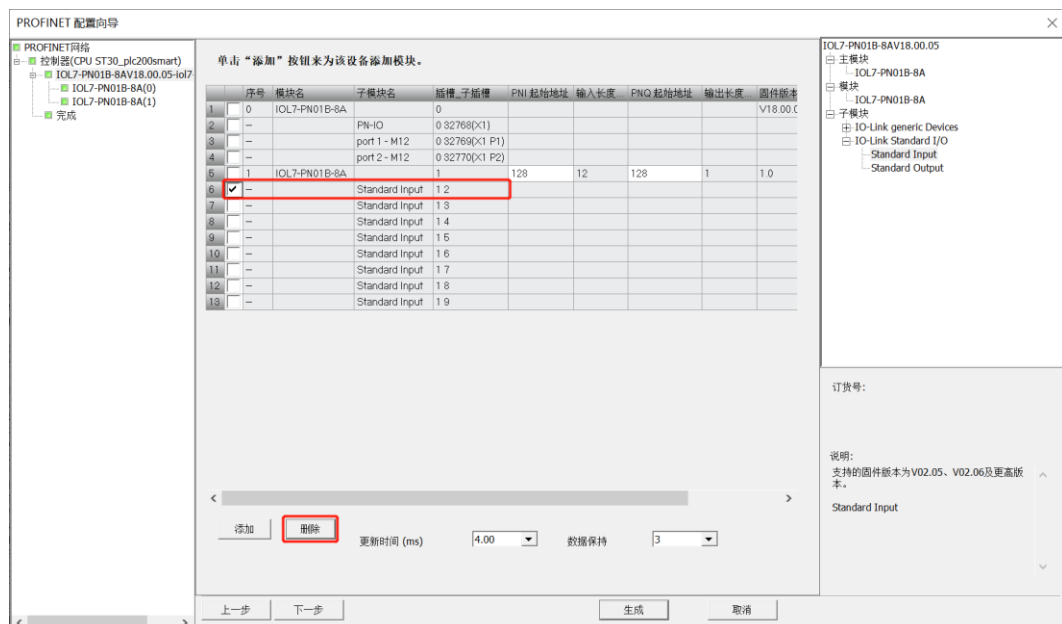 PROFINET 配置向导
PROFINET网络
控制器(CPU ST30_plc200smart)
IOL7-PN01B-8AV18.00.05-iol7-
IOL7-PN01B-8A(0)
IOL7-PN01B-8A(1)
完成
单击“添加”按钮来为该设备添加模块。
序号 模块名 子模块名 插槽_子插槽 PNI 起始地址 输入长度... PNQ 起始地址 输出长度... 固件版本
1 0 IOL7-PN01B-8A 0 V18.00.0
2 -- PN-IO 0 32768(X1)
3 -- port 1 - M12 0 32769(X1 P1)
4 -- port 2 - M12 0 32770(X1 P2)
5 1 IOL7-PN01B-8A 1 128 12 128 1 1.0
6 -- Standard Input 1 2
7 -- Standard Input 1 3
8 -- Standard Input 1 4
9 -- Standard Input 1 5
10 -- Standard Input 1 6
11 -- Standard Input 1 7
12 -- Standard Input 1 8
13 -- Standard Input 1 9
添加 删除 更新时间 (ms) 4.00 数据保持 3
上一步 下一步 生成 取消
IOL7-PN01B-8AV18.00.05
主模块
IOL7-PN01B-8A
模块
IOL7-PN01B-8A
子模块
IO-Link generic Devices
IO-Link Standard I/O
Standard Input
Standard Output
订货号:
说明:
支持的固件版本为V02.05、V02.06及更高版
本。
Standard Input